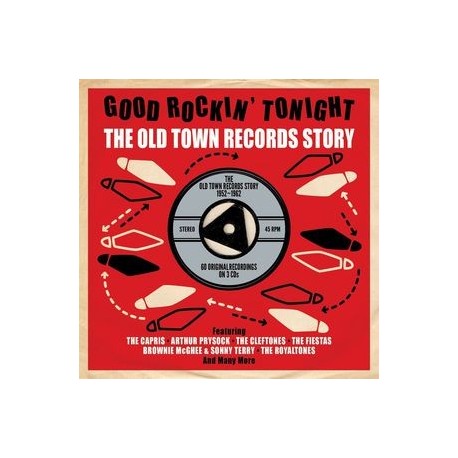 GOOD ROCKIN' TONIGHT
THE OLD TOWN RECORDS STORY
THE
OLD TOWN RECORDS STORY
1952-1962
STEREO
45 RPM
60 ORIGINAL RECORDINGS
ON 3 CDs
Featuring
THE CAPRIS • ARTHUR PRYSOCK • THE CLEFTONES • THE FIESTAS
BROWNIE McGHEE & SONNY TERRY • THE ROYALTONES
And Many More